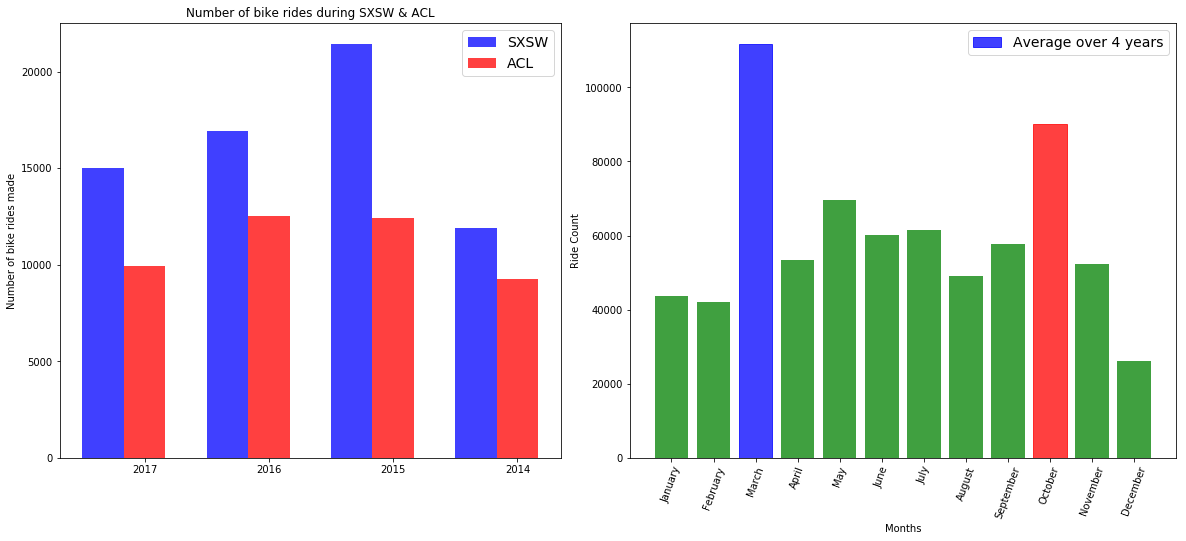 Number of bike rides during SXSW & ACL
SXSW
ACL
Number of bike rides made
20000
15000
10000
5000
0
2017
2016
2015
2014
Average over 4 years
Ride Count
100000
80000
60000
40000
20000
0
January
February
March
April
May
June
July
August
September
October
November
December
Months